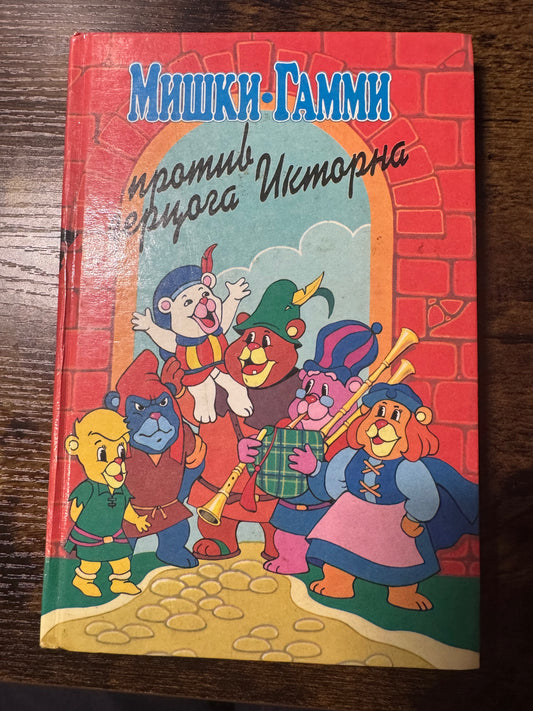 Мишки·Гамми
против
герцога Икторна